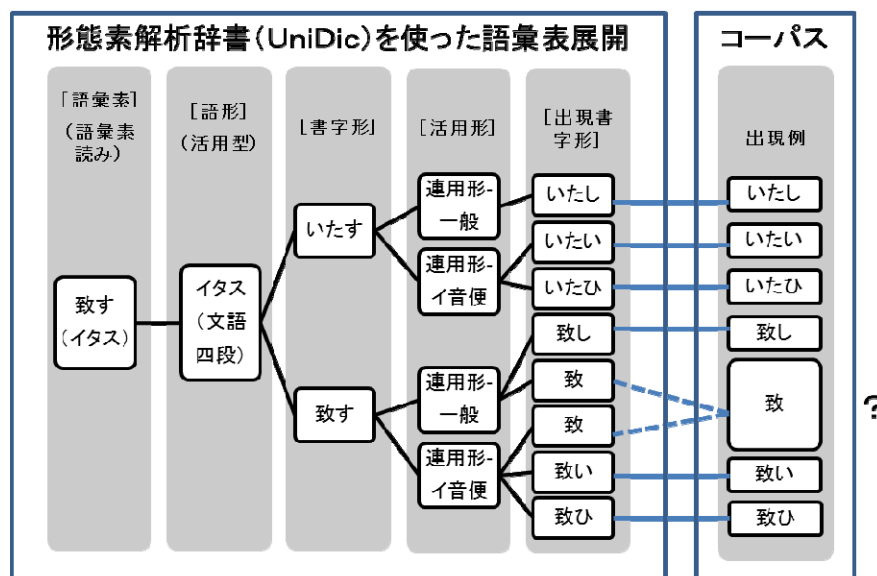 形態素解析辞書(UniDic)を使った語彙表展開
「語彙素]
(語彙素
読み)
[語形]
(活用型)
[書字形]
[活用形]
[出現書
字形]
致す
(イタス)
イタス
(文語
四段)
いたす
致す
連用形-
一般
連用形-
イ音便
連用形-
一般
連用形-
イ音便
いたし
いたい
いたひ
致し
致
致
致い
致ひ
コーパス
出現例
いたし
いたい
いたひ
致し
致
致い
致ひ
?